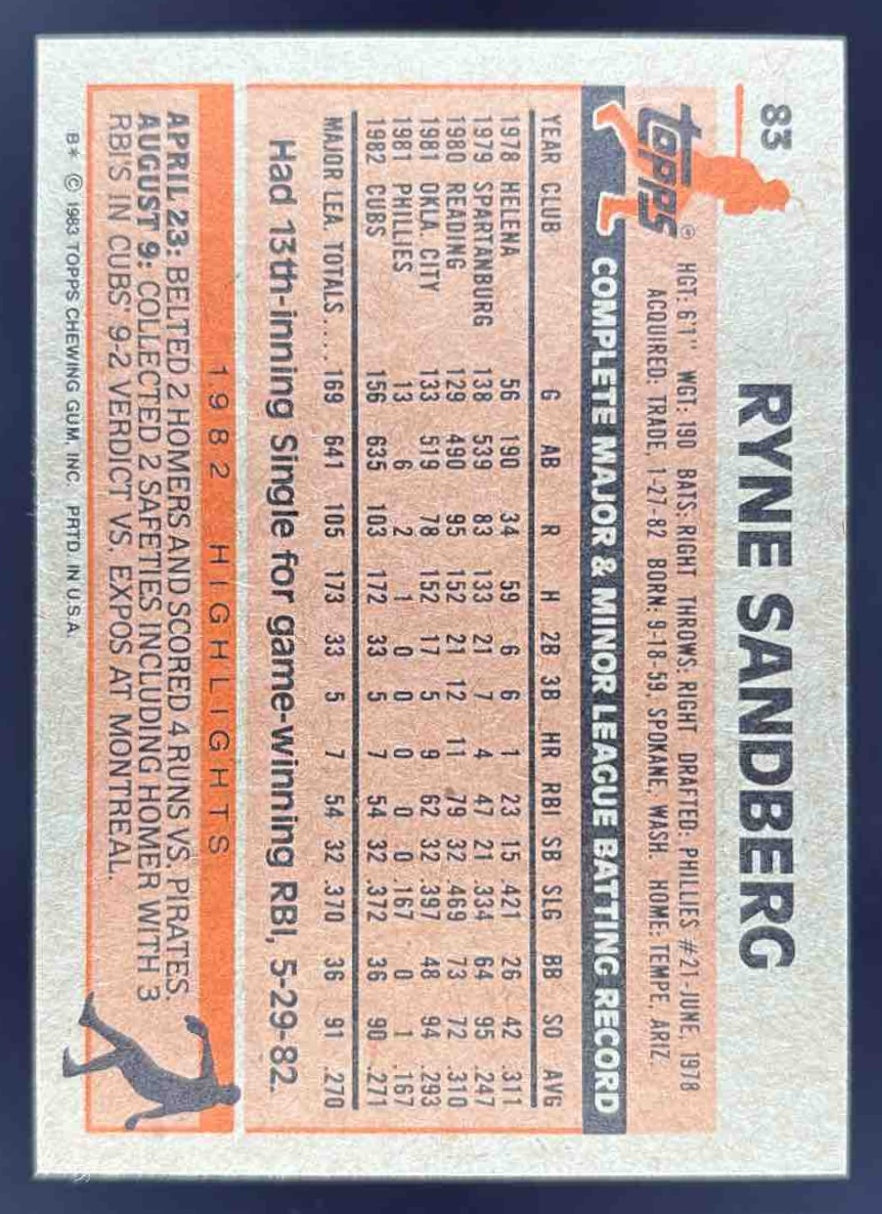 83 RYNE SANDBERG
topps®
HGT: 6'1" WGT: 190 BATS: RIGHT THROWS: RIGHT DRAFTED: PHILLIES #21-JUNE, 1978
ACQUIRED: TRADE, 1-27-82 BORN: 9-18-59, SPOKANE, WASH. HOME: TEMPE, ARIZ.
COMPLETE MAJOR & MINOR LEAGUE BATTING RECORD
YEAR CLUB G AB R H 2B 3B HR RBI SB SLG BB SO AVG
1978 HELENA 56 190 34 59 6 6 1 23 15 .421 26 42 .311
1979 SPARTANBURG 138 539 83 133 21 7 4 47 21 .334 64 95 .247
1980 READING 129 490 95 152 21 12 11 79 32 .469 73 72 .310
1981 OKLA. CITY 133 519 78 152 17 5 9 62 32 .397 48 94 .293
1981 PHILLIES 13 6 2 1 0 0 0 0 0 .167 0 1 .167
1982 CUBS 156 635 103 172 33 5 7 54 32 .372 36 90 .271
MAJOR LEA. TOTALS.... 169 641 105 173 33 5 7 54 32 .370 36 91 .270
Had 13th-inning Single for game-winning RBI, 5-29-82.
1982 HIGHLIGHTS
APRIL 23: BELTED 2 HOMERS AND SCORED 4 RUNS VS. PIRATES.
AUGUST 9: COLLECTED 2 SAFETIES INCLUDING HOMER WITH 3
RBI'S IN CUBS' 9-2 VERDICT VS. EXPOS AT MONTREAL.
B* © 1983 TOPPS CHEWING GUM, INC. PRTD. IN U.S.A.